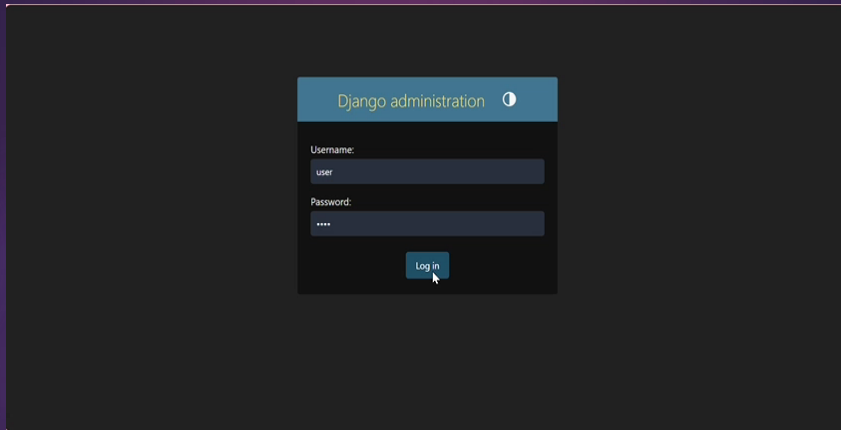 Django administration
Username:
user
Password:
••••
Log in